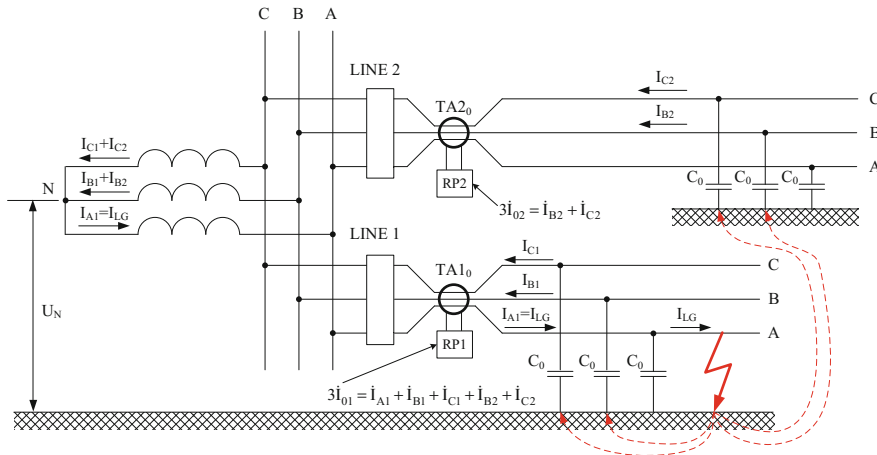 C B A
LINE 2
I_C2
C
TA2₀
I_B2
B
I_C1+I_C2
A
N
I_B1+I_B2
C₀ C₀ C₀
RP2
I_A1=I_LG
3İ₀₂ = İ_B2 + İ_C2
LINE 1
I_C1
C
TA1₀
I_B1
B
U_N
I_A1=I_LG
I_LG
A
RP1
C₀ C₀ C₀
3İ₀₁ = İ_A1 + İ_B1 + İ_C1 + İ_B2 + İ_C2